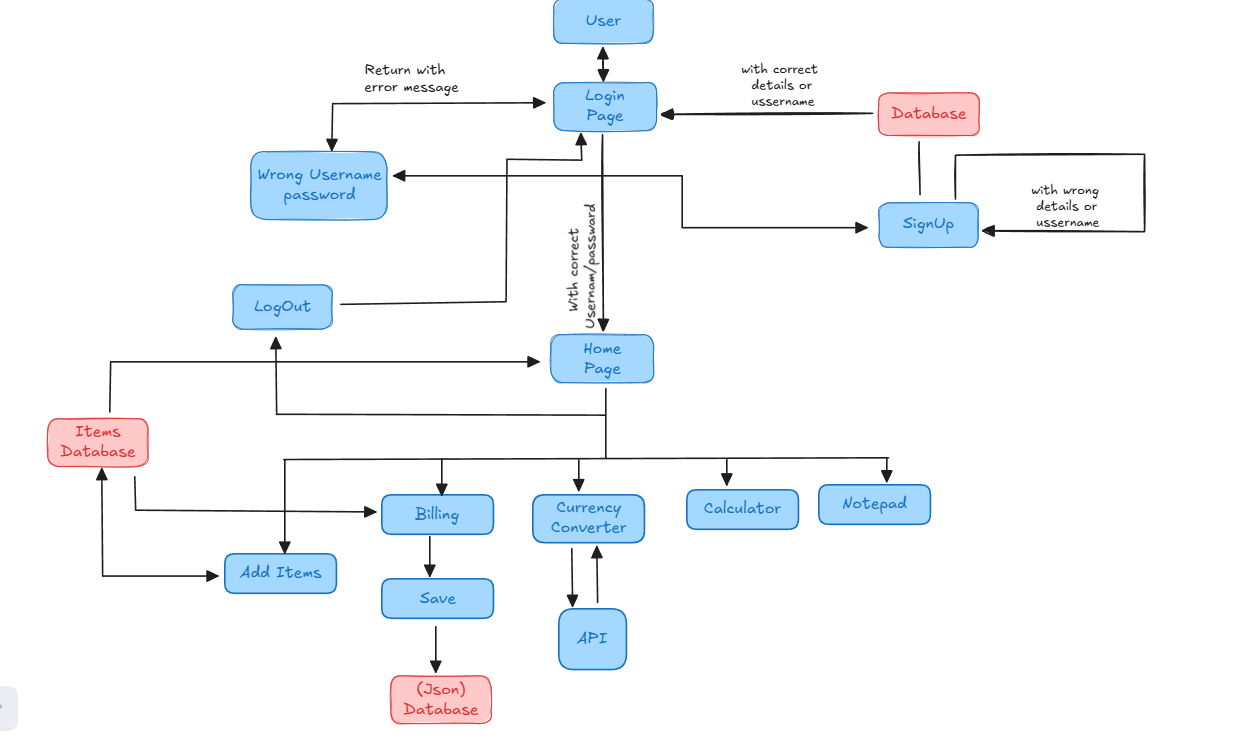 User
Return with
error message
Login
Page
with correct
details or
ussername
Database
Wrong Username
password
with wrong
details or
ussername
SignUp
With correct
Usernam/passward
LogOut
Home
Page
Items
Database
Billing
Currency
Converter
Calculator
Notepad
Add Items
Save
API
(Json)
Database